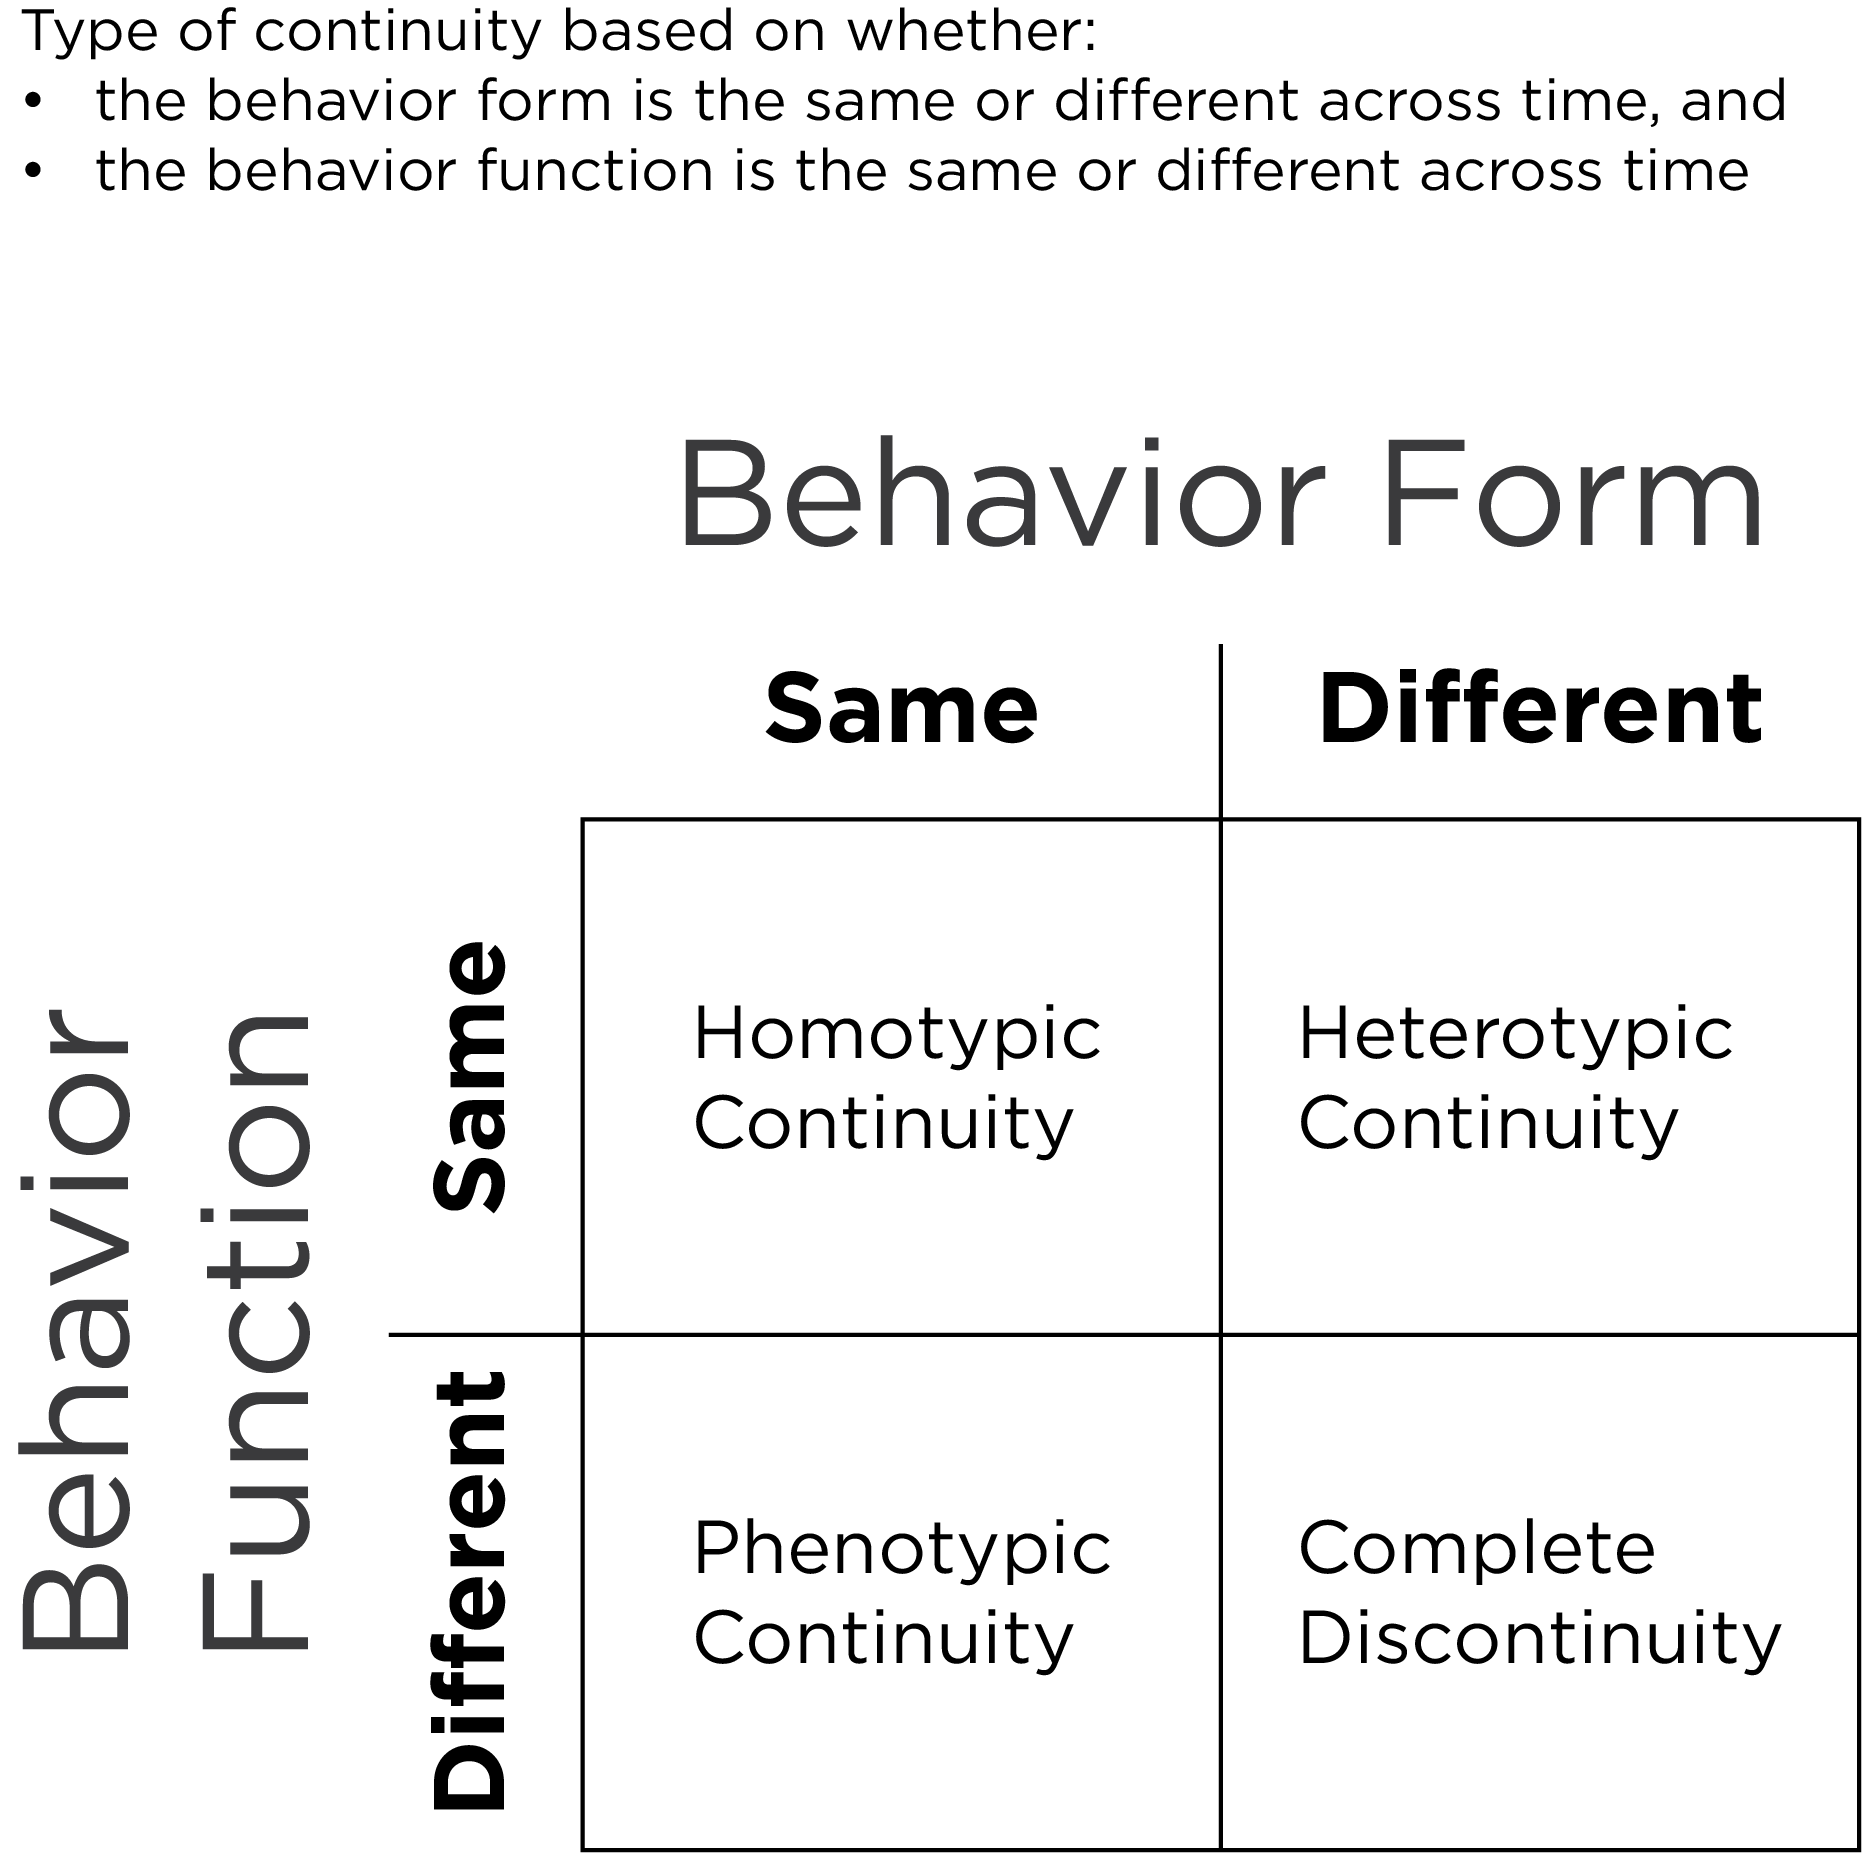 Type of continuity based on whether:
• the behavior form is the same or different across time, and
• the behavior function is the same or different across time
Behavior Form
Same
Different
Behavior
Function
Same
Homotypic
Continuity
Heterotypic
Continuity
Different
Phenotypic
Continuity
Complete
Discontinuity